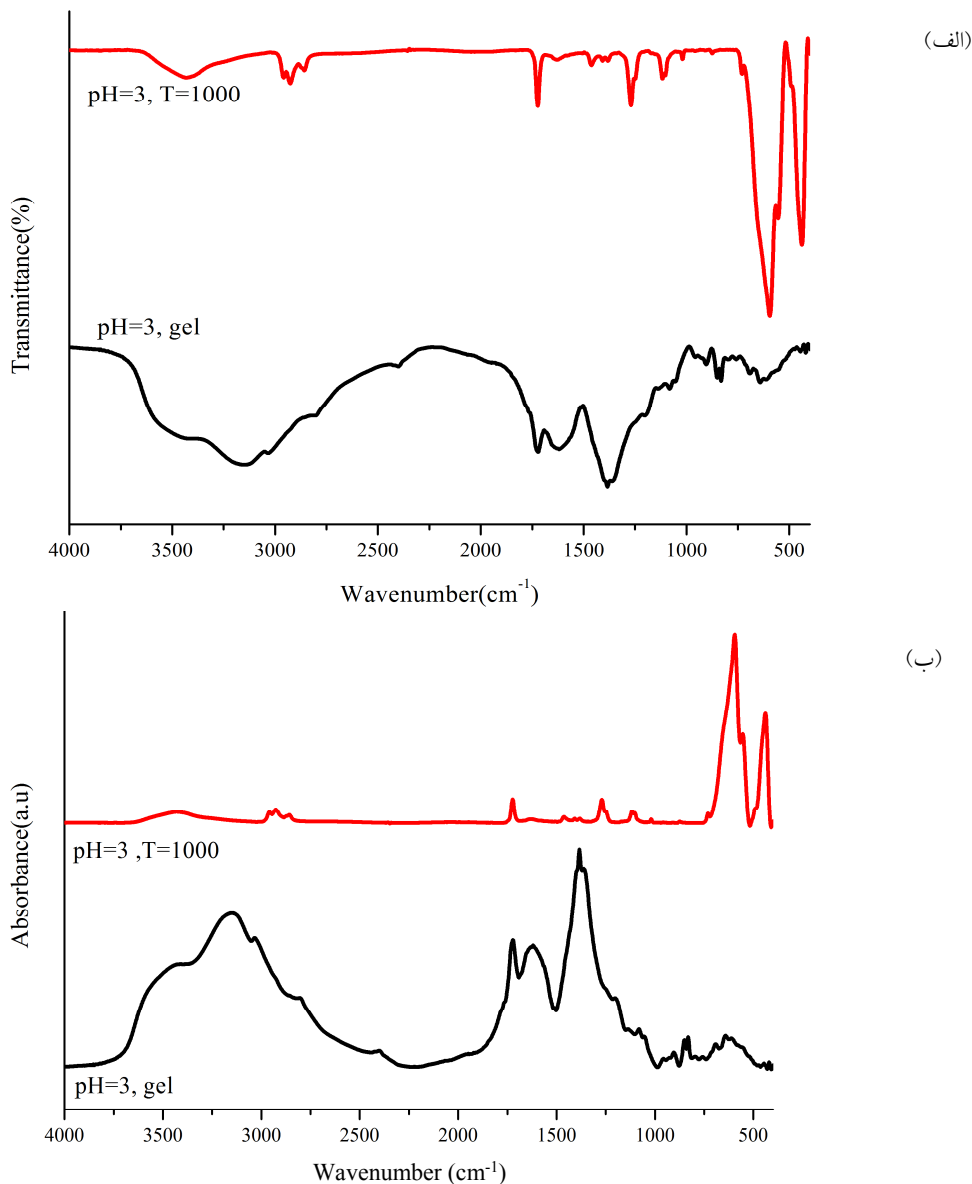 (الف)
pH=3, T=1000
pH=3, gel
Transmittance(%)
4000 3500 3000 2500 2000 1500 1000 500
Wavenumber(cm⁻¹)
(ب)
pH=3 ,T=1000
pH=3, gel
Absorbance(a.u)
4000 3500 3000 2500 2000 1500 1000 500
Wavenumber (cm⁻¹)